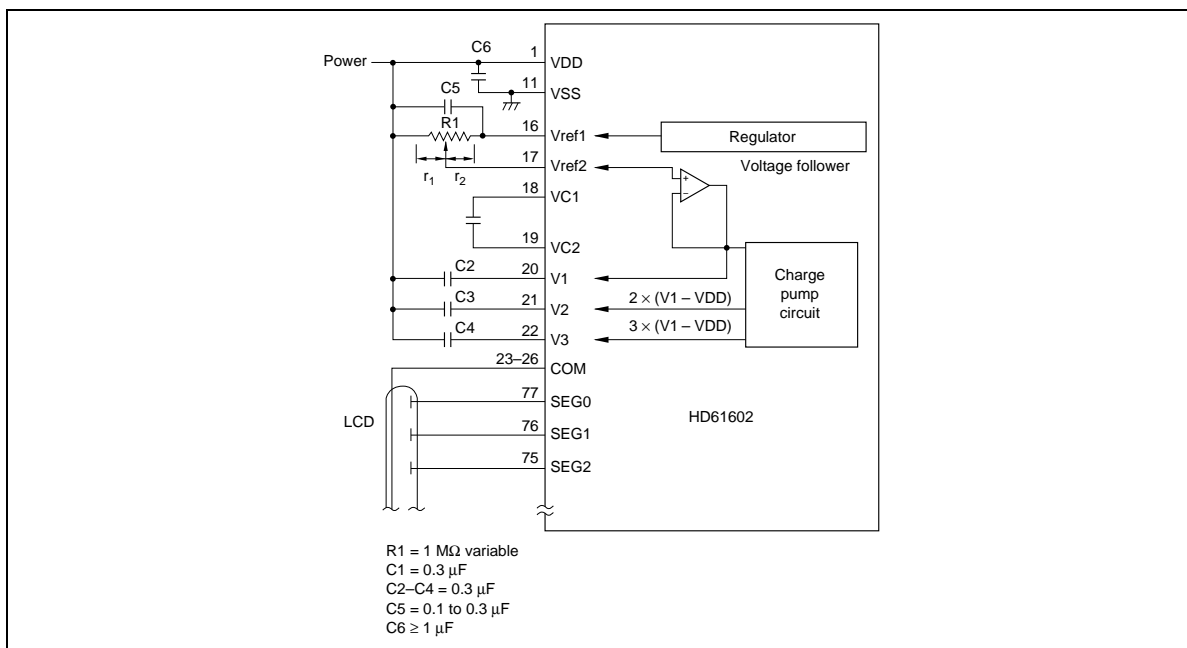 Power
C6
1
VDD
11
VSS
C5
R1
16
Vref1
Regulator
r1
r2
17
Vref2
Voltage follower
+
−
18
VC1
19
VC2
C2
20
V1
C3
21
V2
2 × (V1 – VDD)
C4
22
V3
3 × (V1 – VDD)
Charge
pump
circuit
23–26
COM
LCD
77
SEG0
76
SEG1
75
SEG2
HD61602
R1 = 1 MΩ variable
C1 = 0.3 μF
C2–C4 = 0.3 μF
C5 = 0.1 to 0.3 μF
C6 ≥ 1 μF